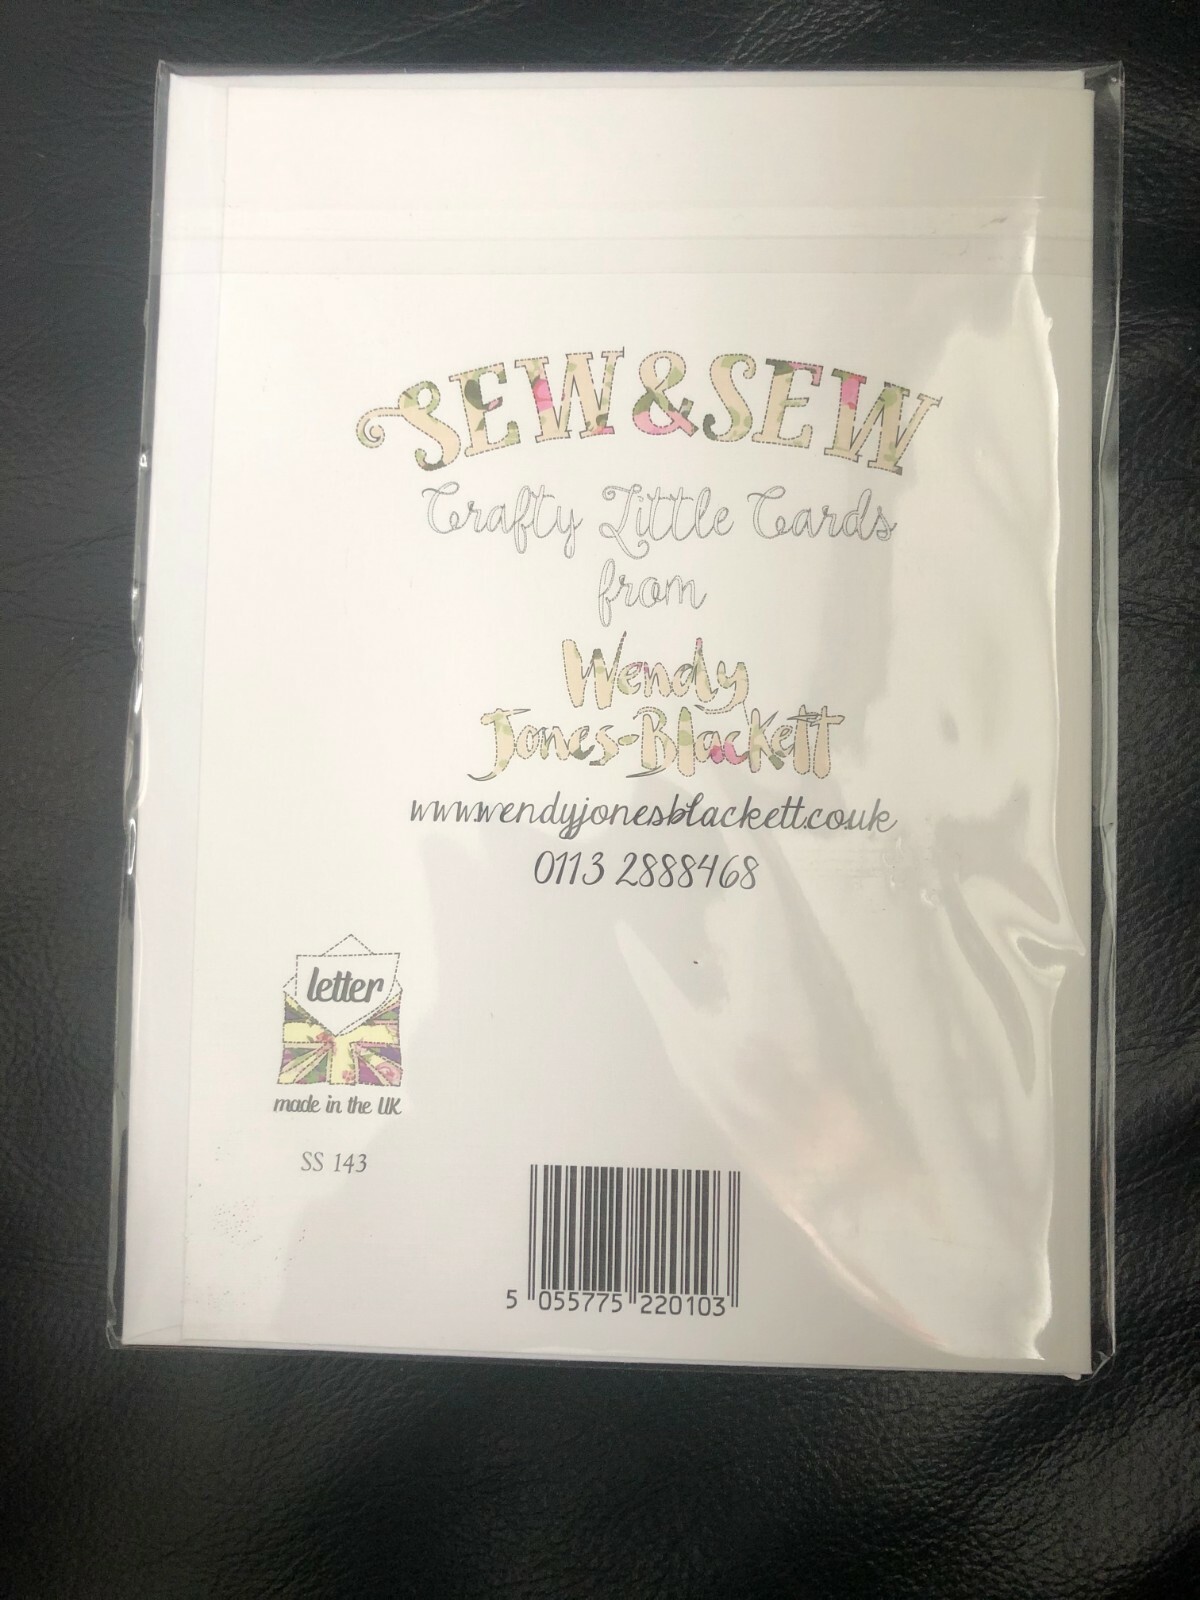 SEW & SEW
Crafty Little Cards
from
Wendy
Jones-Blackett
www.wendyjonesblackett.co.uk
0113 2888468
letter
made in the UK
SS 143
5 055775 220103